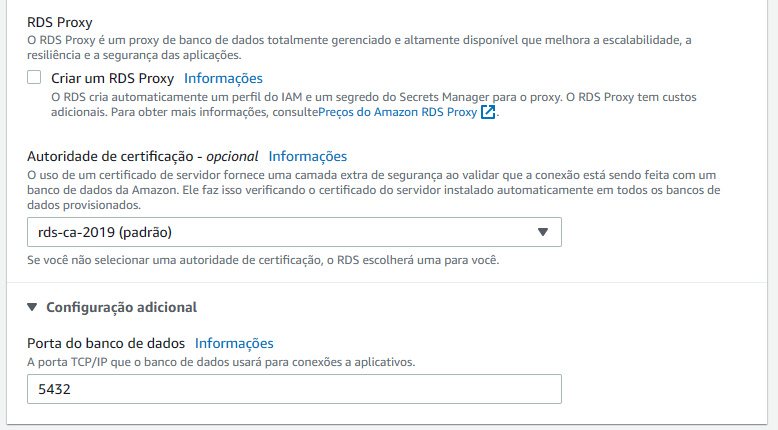 RDS Proxy
O RDS Proxy é um proxy de banco de dados totalmente gerenciado e altamente disponível que melhora a escalabilidade, a
resiliência e a segurança das aplicações.
Criar um RDS Proxy Informações
O RDS cria automaticamente um perfil do IAM e um segredo do Secrets Manager para o proxy. O RDS Proxy tem custos
adicionais. Para obter mais informações, consultePreços do Amazon RDS Proxy.
Autoridade de certificação - opcional Informações
O uso de um certificado de servidor fornece uma camada extra de segurança ao validar que a conexão está sendo feita com um
banco de dados da Amazon. Ele faz isso verificando o certificado do servidor instalado automaticamente em todos os bancos de
dados provisionados.
rds-ca-2019 (padrão)
Se você não selecionar uma autoridade de certificação, o RDS escolherá uma para você.
Configuração adicional
Porta do banco de dados Informações
A porta TCP/IP que o banco de dados usará para conexões a aplicativos.
5432